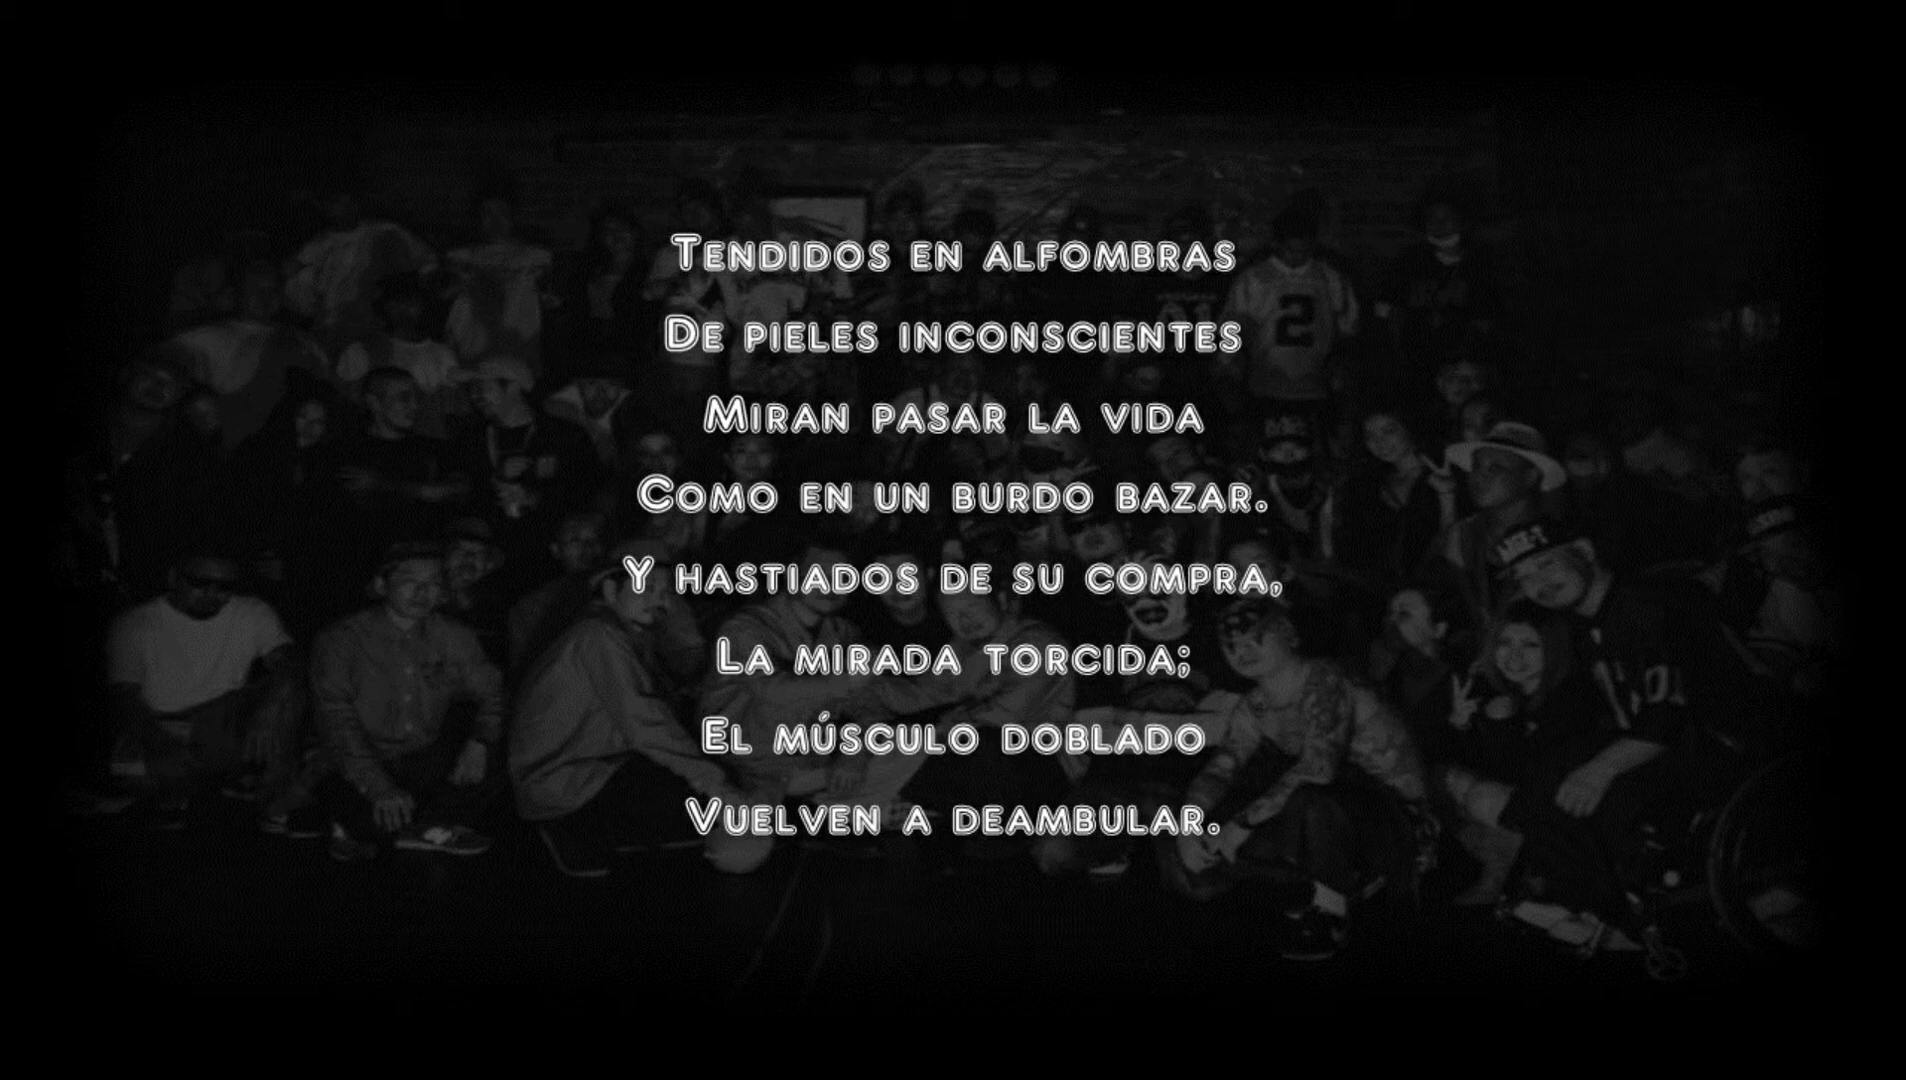 Tendidos en alfombras
De pieles inconscientes
Miran pasar la vida
Como en un burdo bazar.
Y hastiados de su compra,
La mirada torcida;
El músculo doblado
Vuelven a deambular.
2